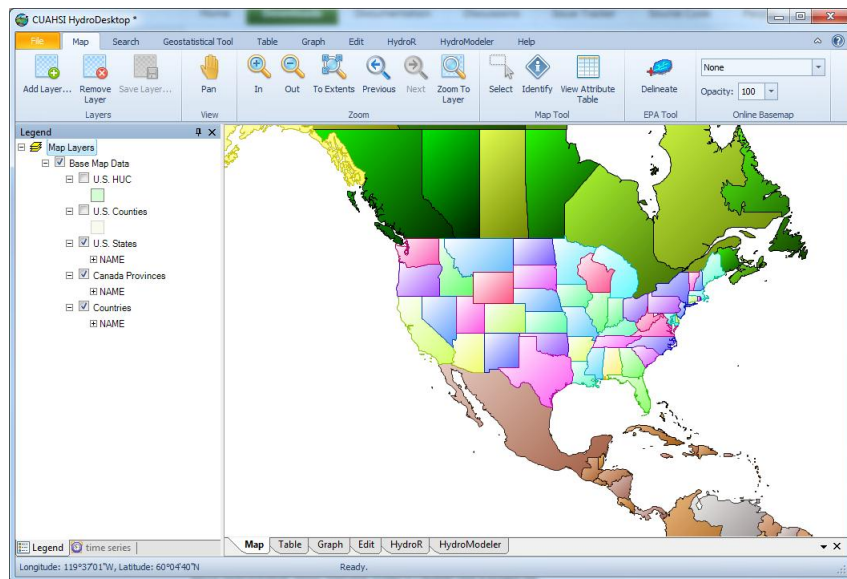 CUAHSI HydroDesktop *
File Map Search Geostatistical Tool Table Graph Edit HydroR HydroModeler Help
Add Layer... Remove Layer Save Layer... Pan In Out To Extents Previous Next Zoom To Layer Select Identify View Attribute Table Delineate None
Opacity: 100
Layers View Zoom Map Tool EPA Tool Online Basemap
Legend
Map Layers
Base Map Data
U.S. HUC
U.S. Counties
U.S. States
NAME
Canada Provinces
NAME
Countries
NAME
Legend time series Map Table Graph Edit HydroR HydroModeler
Longitude: 119°37'01"W, Latitude: 60°04'40"N Ready.